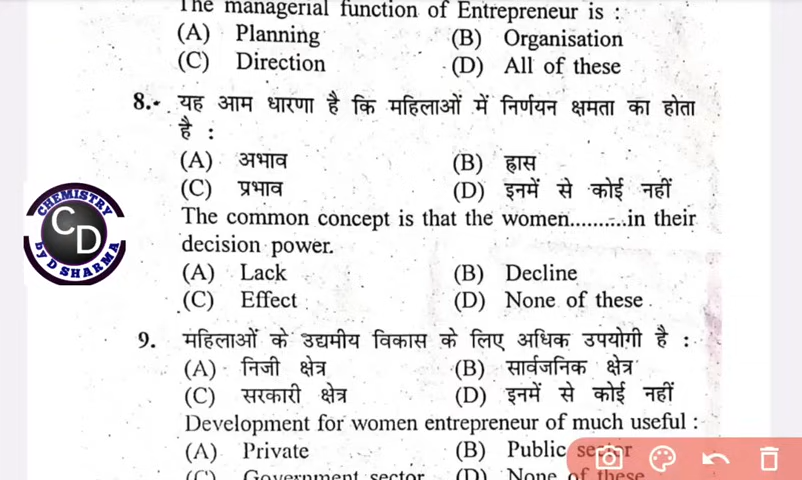 The managerial function of Entrepreneur is :
(A) Planning (B) Organisation
(C) Direction (D) All of these
8. यह आम धारणा है कि महिलाओं में निर्णयन क्षमता का होता
है :
(A) अभाव (B) ह्रास
(C) प्रभाव (D) इनमें से कोई नहीं
CHEMISTRY
CD
by D SHARMA
The common concept is that the women..........in their
decision power.
(A) Lack (B) Decline
(C) Effect (D) None of these
9. महिलाओं के उद्यमीय विकास के लिए अधिक उपयोगी है :
(A) निजी क्षेत्र (B) सार्वजनिक क्षेत्र
(C) सरकारी क्षेत्र (D) इनमें से कोई नहीं
Development for women entrepreneur of much useful :
(A) Private (B) Public sector
(C) Government sector (D) None of these